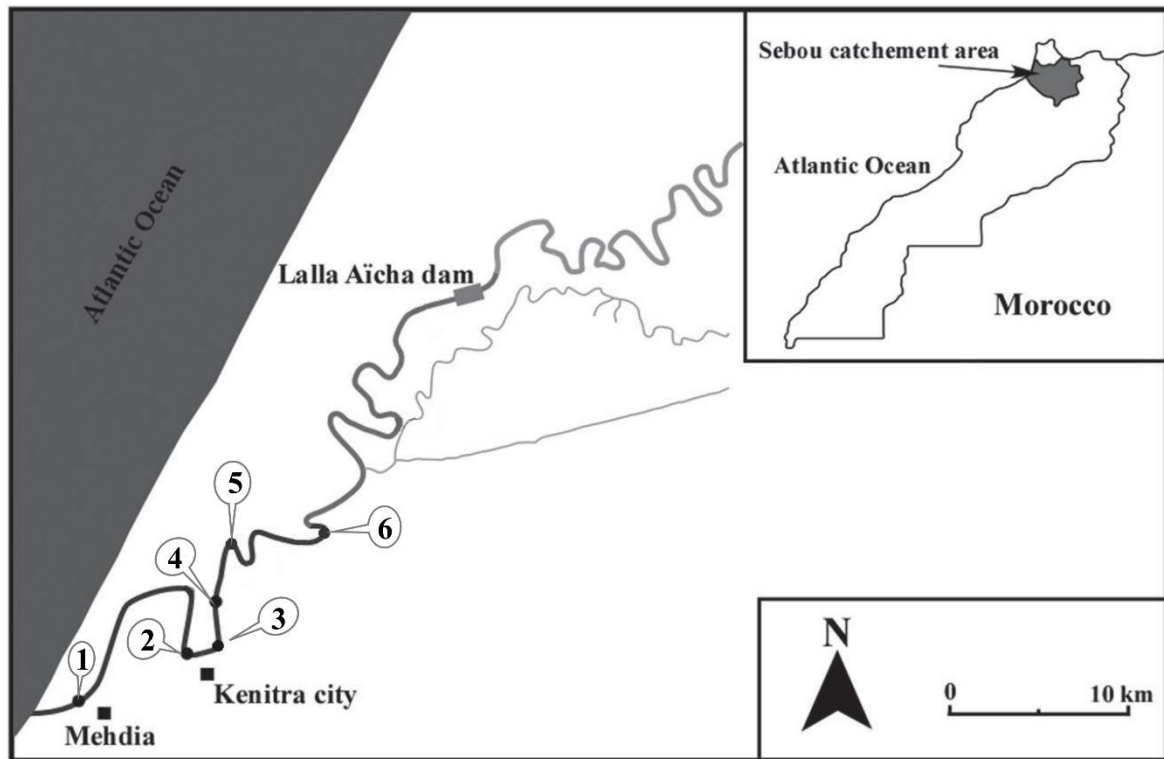 Sebou catchement area
Atlantic Ocean
Morocco
Atlantic Ocean
Lalla Aïcha dam
5
6
4
3
2
1
Kenitra city
Mehdia
N
0 10 km